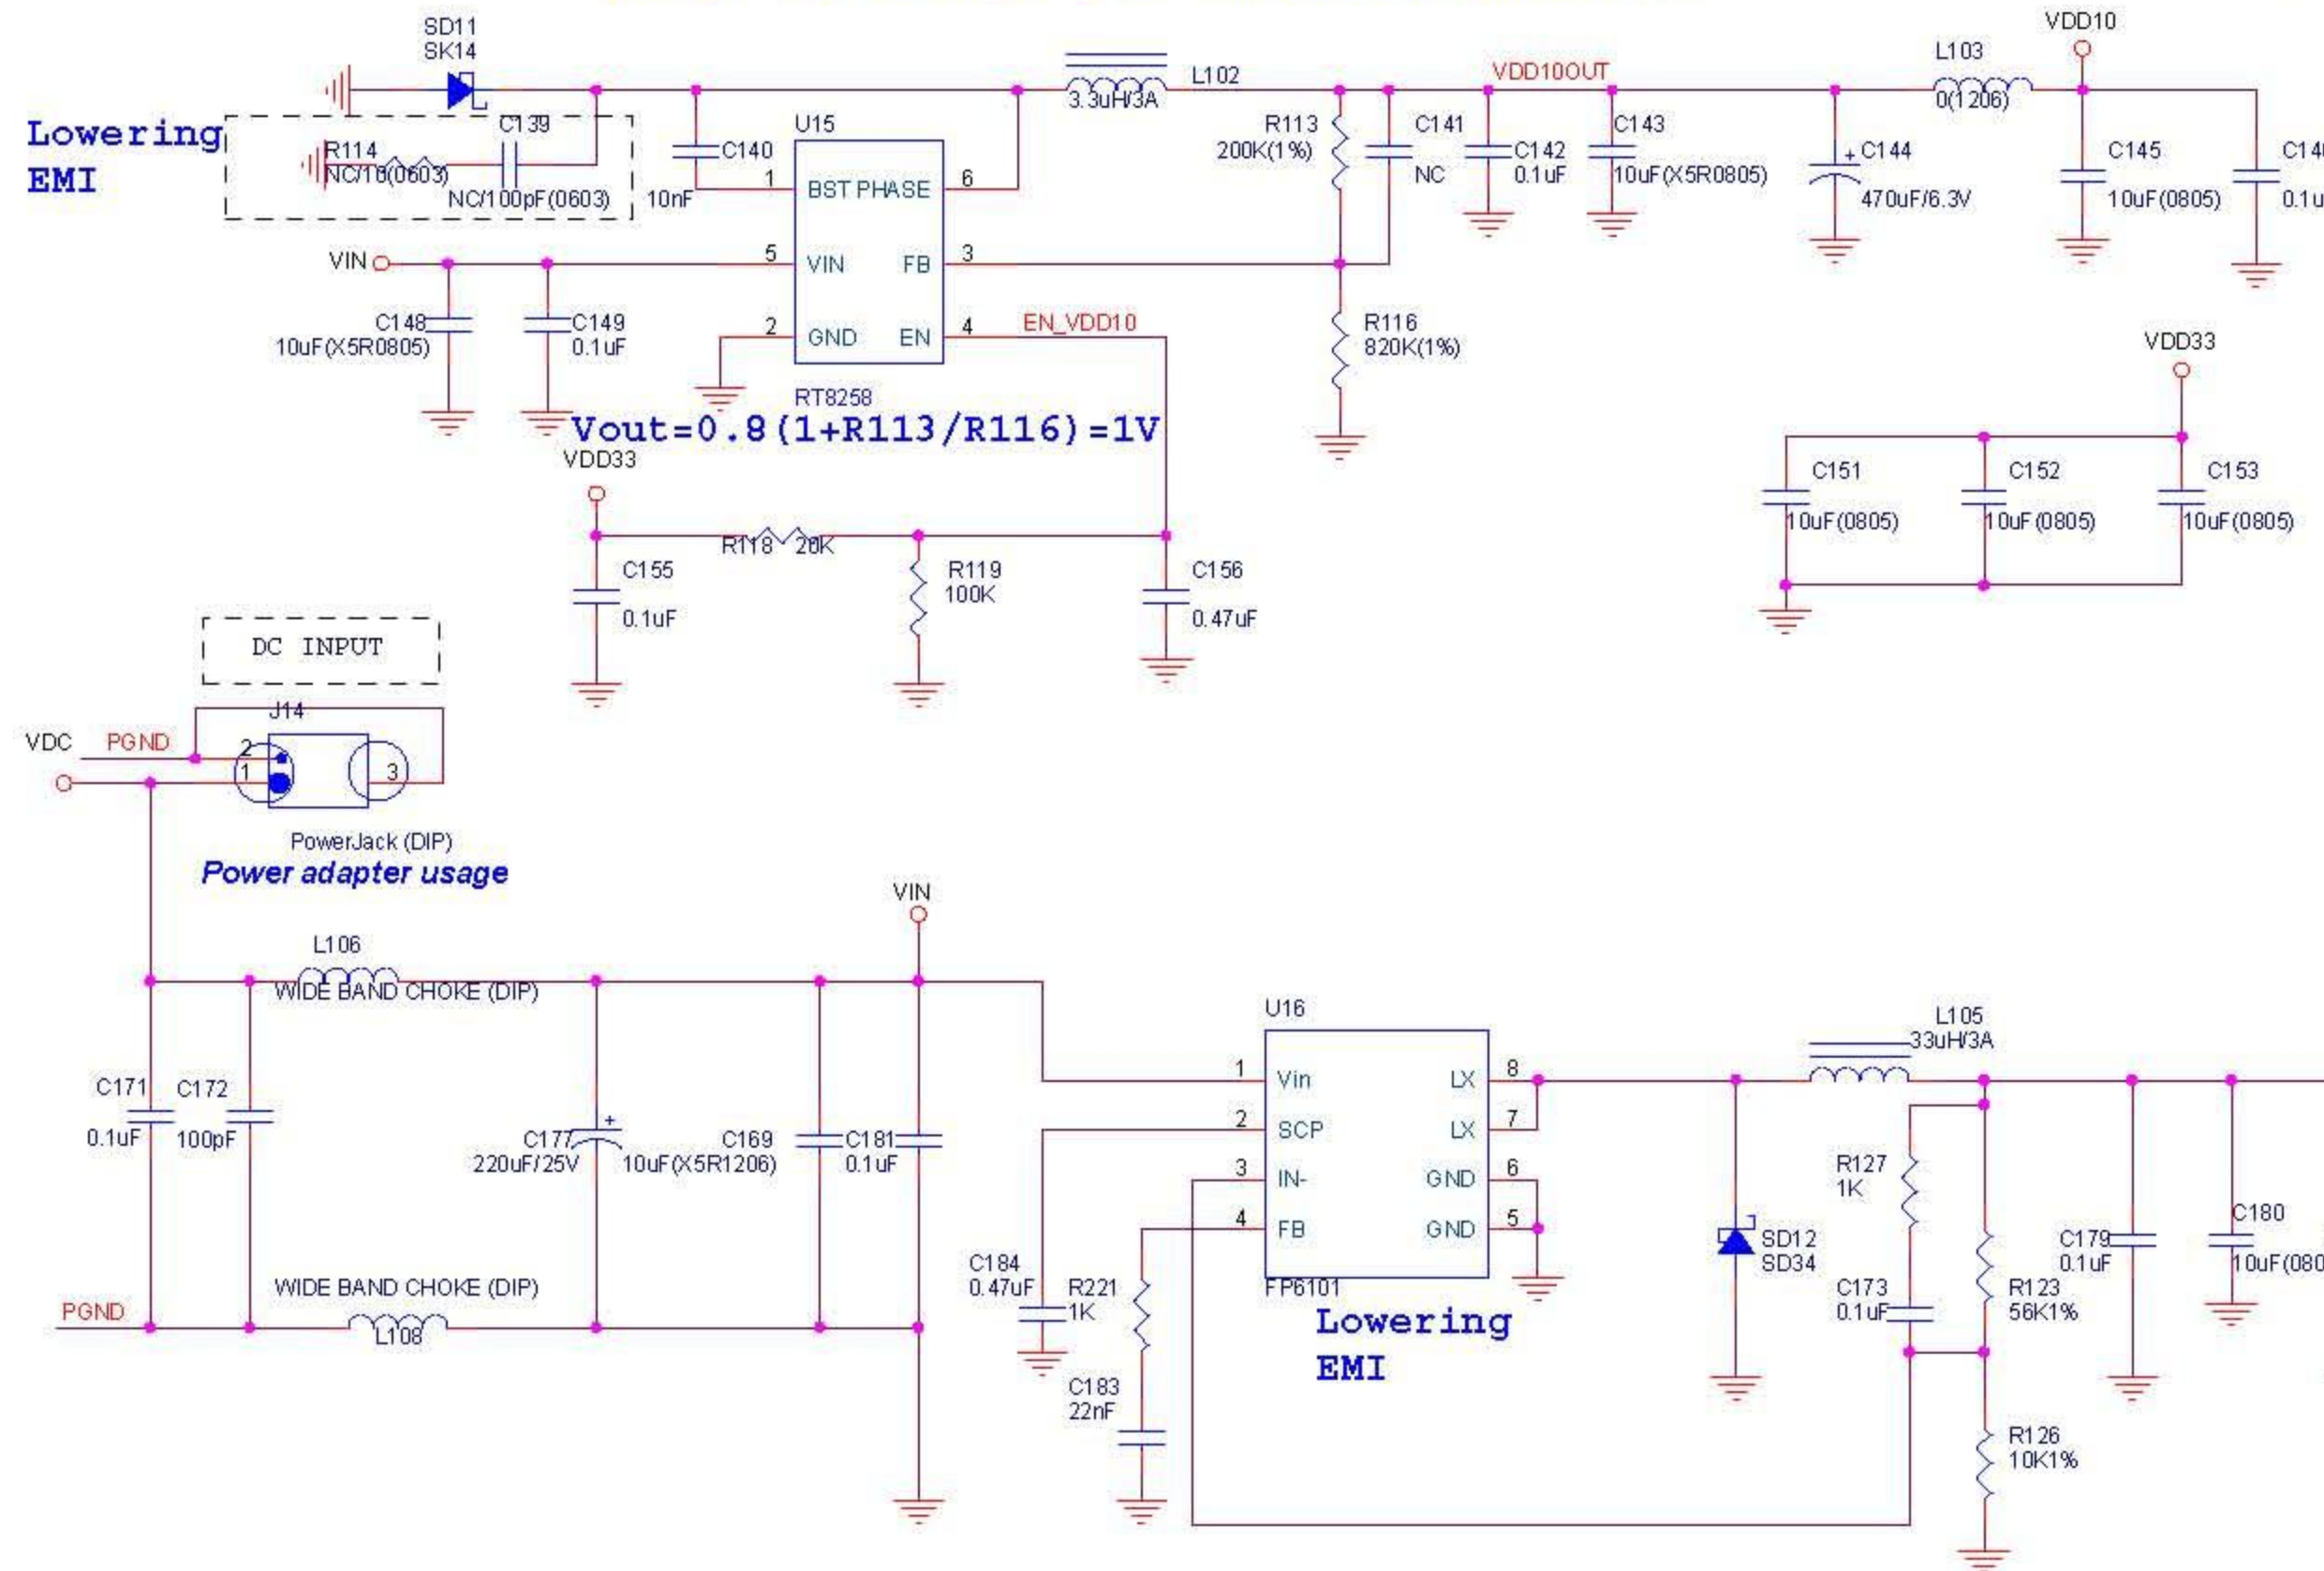 SD11
SK14
VDD10
L103
0(1206)
L102
3.3uH/3A
VDD10OUT
Lowering
EMI
R114
NC/10(0603)
C139
NC/100pF(0603)
C140
10nF
U15
1
BST
PHASE
6
5
VIN
FB
3
2
GND
EN
4
RT8258
R113
200K(1%)
C141
NC
C142
0.1uF
C143
10uF(X5R0805)
C144
+
470uF/6.3V
C145
10uF(0805)
VIN
C148
10uF(X5R0805)
C149
0.1uF
EN_VDD10
R116
820K(1%)
Vout=0.8(1+R113/R116)=1V
VDD33
C151
10uF(0805)
C152
10uF(0805)
C153
10uF(0805)
VDD33
R118 20K
C155
0.1uF
R119
100K
C156
0.47uF
DC INPUT
J14
VDC
PGND
2
1
3
PowerJack (DIP)
Power adapter usage
VIN
L106
WIDE BAND CHOKE (DIP)
C171
0.1uF
C172
100pF
C177
+
220uF/25V
C169
10uF(X5R1206)
C181
0.1uF
PGND
WIDE BAND CHOKE (DIP)
L108
U16
1
Vin
LX
8
2
SCP
LX
7
3
IN-
GND
6
4
FB
GND
5
FP6101
Lowering
EMI
C184
0.47uF
R221
1K
C183
22nF
L105
33uH/3A
SD12
SD34
R127
1K
C173
0.1uF
R123
56K1%
R126
10K1%
C179
0.1uF
C180